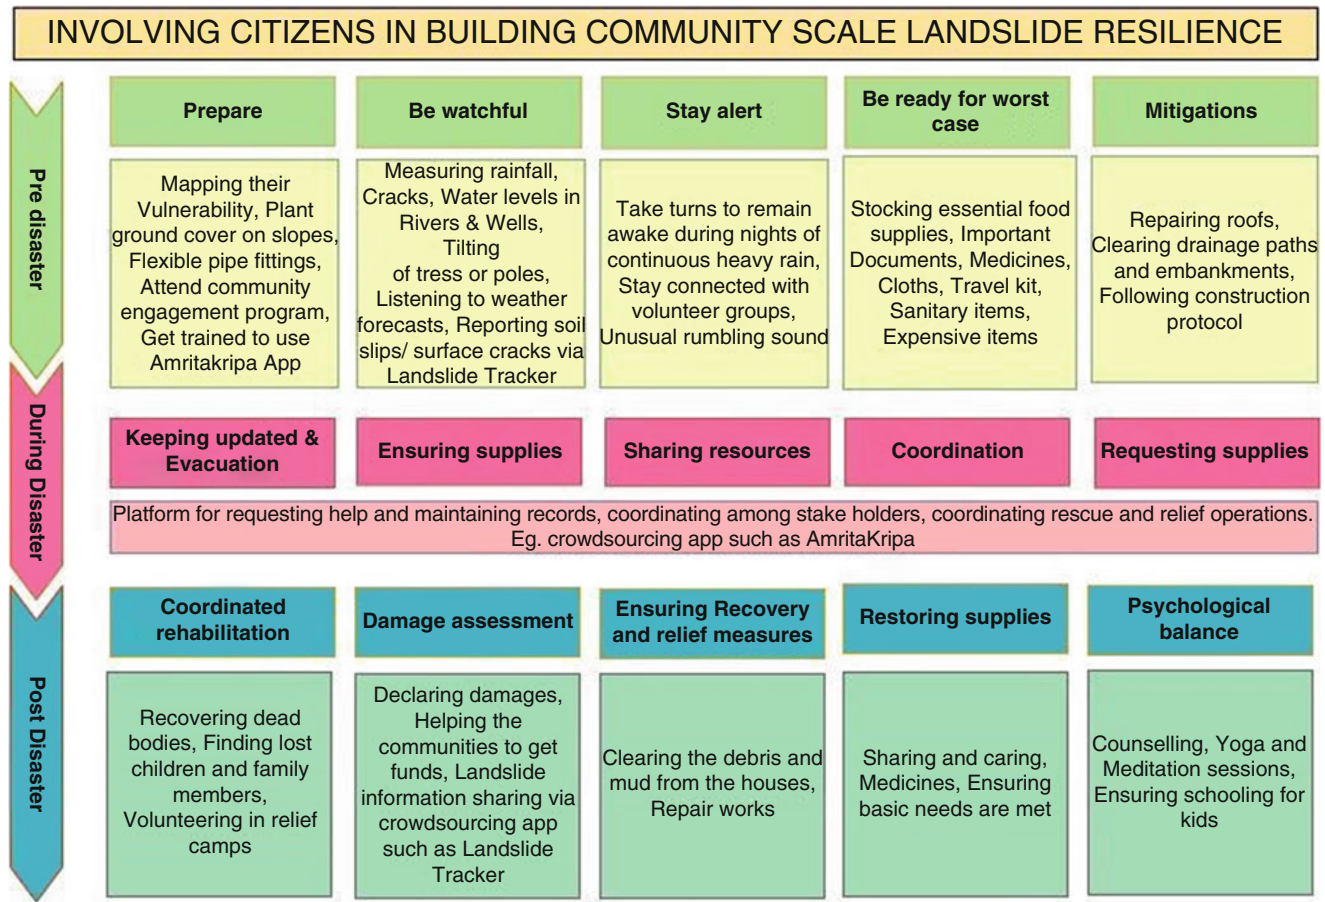 INVOLVING CITIZENS IN BUILDING COMMUNITY SCALE LANDSLIDE RESILIENCE
Pre disaster
Prepare
Be watchful
Stay alert
Be ready for worst
case
Mitigations
Mapping their
Vulnerability, Plant
ground cover on slopes,
Flexible pipe fittings,
Attend community
engagement program,
Get trained to use
Amritakripa App
Measuring rainfall,
Cracks, Water levels in
Rivers & Wells,
Tilting
of tress or poles,
Listening to weather
forecasts, Reporting soil
slips/ surface cracks via
Landslide Tracker
Take turns to remain
awake during nights of
continuous heavy rain,
Stay connected with
volunteer groups,
Unusual rumbling sound
Stocking essential food
supplies, Important
Documents, Medicines,
Cloths, Travel kit,
Sanitary items,
Expensive items
Repairing roofs,
Clearing drainage paths
and embankments,
Following construction
protocol
During Disaster
Keeping updated &
Evacuation
Ensuring supplies
Sharing resources
Coordination
Requesting supplies
Platform for requesting help and maintaining records, coordinating among stake holders, coordinating rescue and relief operations.
Eg. crowdsourcing app such as AmritaKripa
Post Disaster
Coordinated
rehabilitation
Damage assessment
Ensuring Recovery
and relief measures
Restoring supplies
Psychological
balance
Recovering dead
bodies, Finding lost
children and family
members,
Volunteering in relief
camps
Declaring damages,
Helping the
communities to get
funds, Landslide
information sharing via
crowdsourcing app
such as Landslide
Tracker
Clearing the debris and
mud from the houses,
Repair works
Sharing and caring,
Medicines, Ensuring
basic needs are met
Counselling, Yoga and
Meditation sessions,
Ensuring schooling for
kids